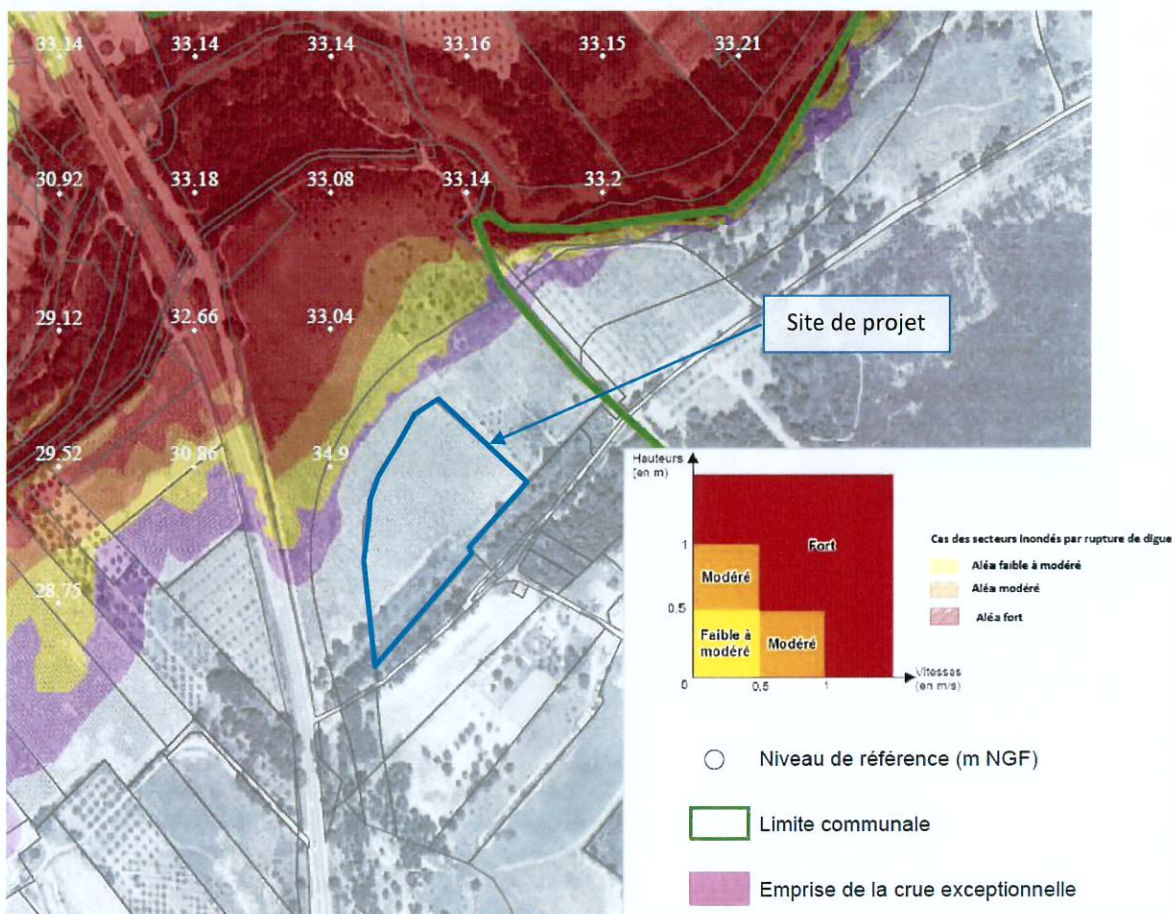 33.14 33.14 33.14 33.16 33.15 33.21
30.92 33.18 33.08 33.14 33.2
29.12 32.66 33.04
Site de projet
29.52 30.86 34.9
28.75
Hauteurs
(en m)
1
0.5
0
0.5
1
Vitesses
(en m/s)
Fort
Modéré
Faible à
modéré
Modéré
Cas des secteurs inondés par rupture de digue
Aléa faible à modéré
Aléa modéré
Aléa fort
Niveau de référence (m NGF)
Limite communale
Emprise de la crue exceptionnelle